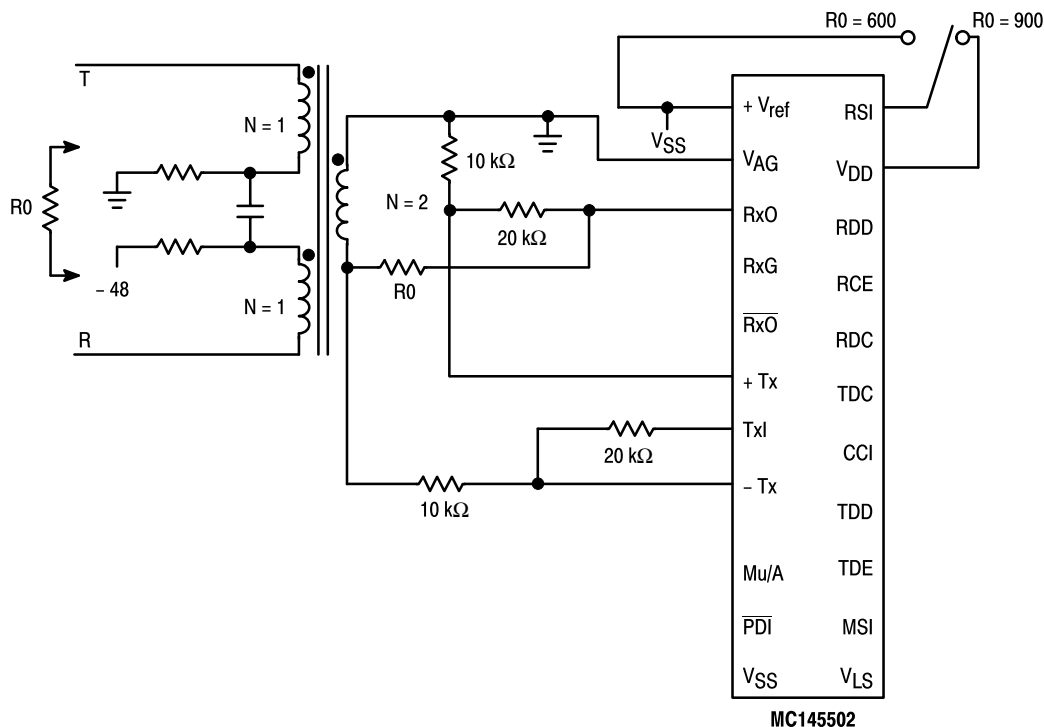 R0 = 600
R0 = 900
T
N = 1
R0
– 48
N = 1
R
N = 2
10 kΩ
20 kΩ
R0
20 kΩ
10 kΩ
VSS
+ Vref
VAG
RxO
RxG
RxO
+ Tx
TxI
– Tx
Mu/A
PDI
VSS
RSI
VDD
RDD
RCE
RDC
TDC
CCI
TDD
TDE
MSI
VLS
MC145502